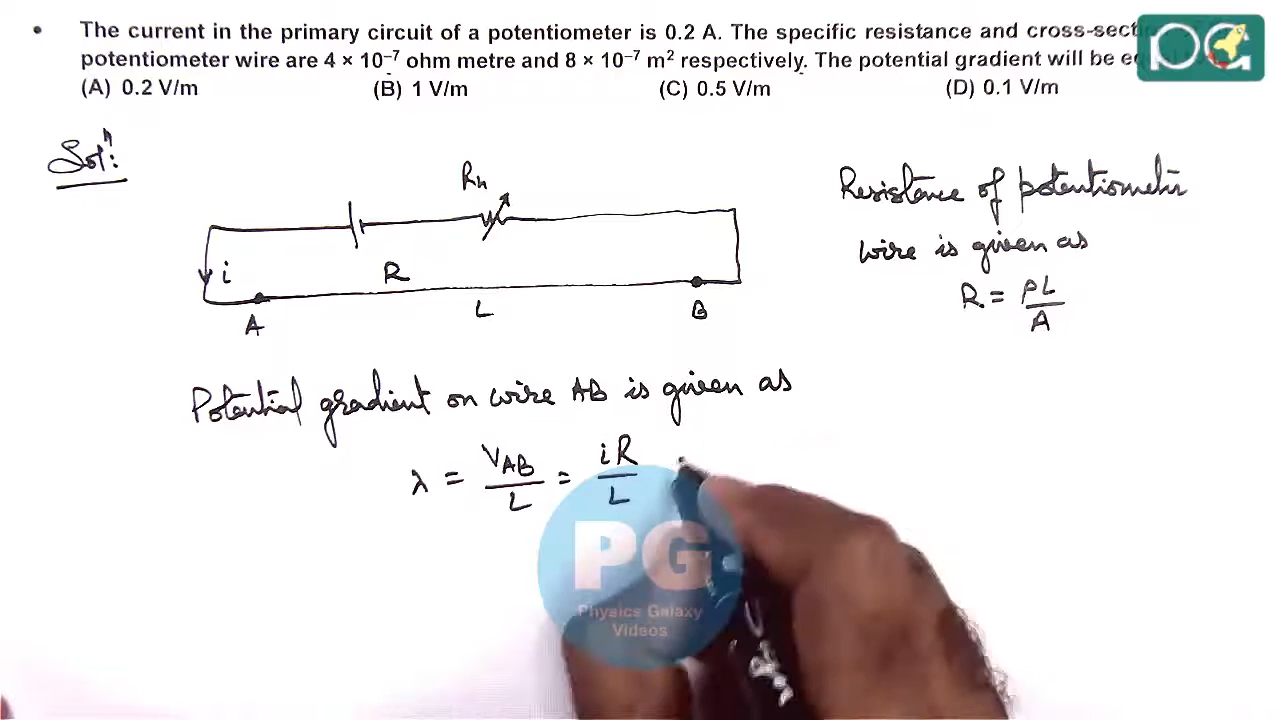 • The current in the primary circuit of a potentiometer is 0.2 A. The specific resistance and cross-secti
potentiometer wire are 4 × 10⁻⁷ ohm metre and 8 × 10⁻⁷ m² respectively. The potential gradient will be
(A) 0.2 V/m (B) 1 V/m (C) 0.5 V/m (D) 0.1 V/m
PG
Solⁿ:
Rh
i R
A L B
Resistance of potentiometer
wire is given as
R = ρL/A
Potential gradient on wire AB is given as
λ = V_AB/L = iR/L
PG
Physics Galaxy
Videos